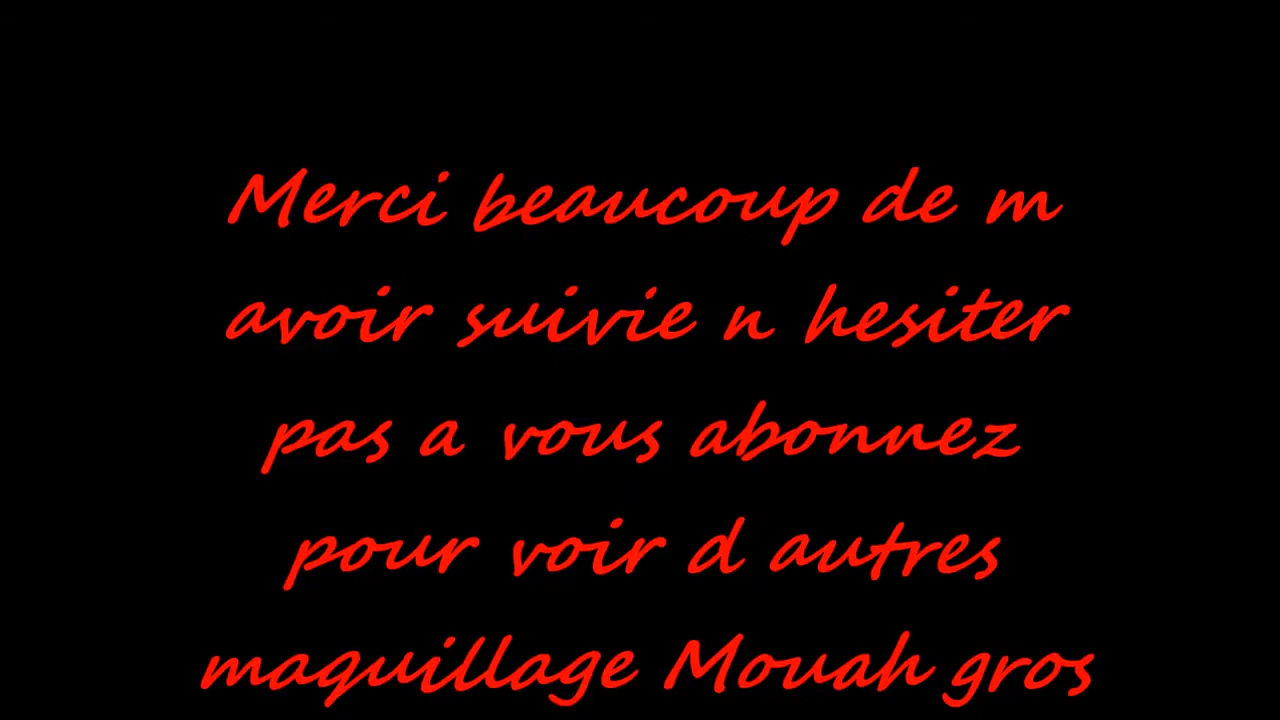 Merci beaucoup de m
avoir suivie n hesiter
pas a vous abonnez
pour voir d autres
maquillage Mouah gros